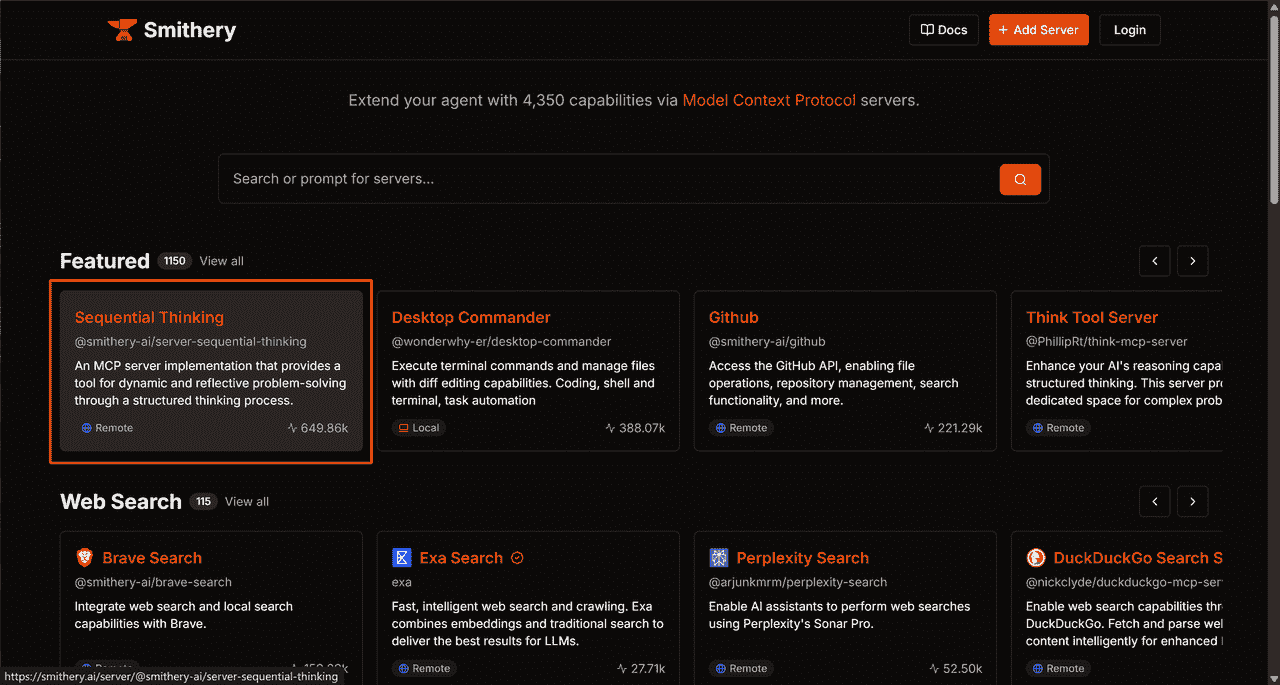 Smithery
Docs
+ Add Server
Login
Extend your agent with 4,350 capabilities via Model Context Protocol servers.
Search or prompt for servers...
Featured 1150 View all
Sequential Thinking
@smithery-ai/server-sequential-thinking
An MCP server implementation that provides a
tool for dynamic and reflective problem-solving
through a structured thinking process.
Remote 649.86k
Desktop Commander
@wonderwhy-er/desktop-commander
Execute terminal commands and manage files
with diff editing capabilities. Coding, shell and
terminal, task automation
Local 388.07k
Github
@smithery-ai/github
Access the GitHub API, enabling file
operations, repository management, search
functionality, and more.
Remote 221.29k
Think Tool Server
@PhillipRt/think-mcp-server
Enhance your AI's reasoning
structured thinking. This server
dedicated space for complex
Remote
Web Search 115 View all
Brave Search
@smithery-ai/brave-search
Integrate web search and local search
capabilities with Brave.
Remote
Exa Search
exa
Fast, intelligent web search and crawling. Exa
combines embeddings and traditional search to
deliver the best results for LLMs.
Remote 27.71k
Perplexity Search
@arjunkmrm/perplexity-search
Enable AI assistants to perform web searches
using Perplexity's Sonar Pro.
Remote 52.50k
DuckDuckGo Search
@nickclyde/duckduckgo-mcp-ser
Enable web search capabilities
DuckDuckGo. Fetch and parse
content intelligently for enhanced
Remote
https://smithery.ai/server/@smithery-ai/server-sequential-thinking